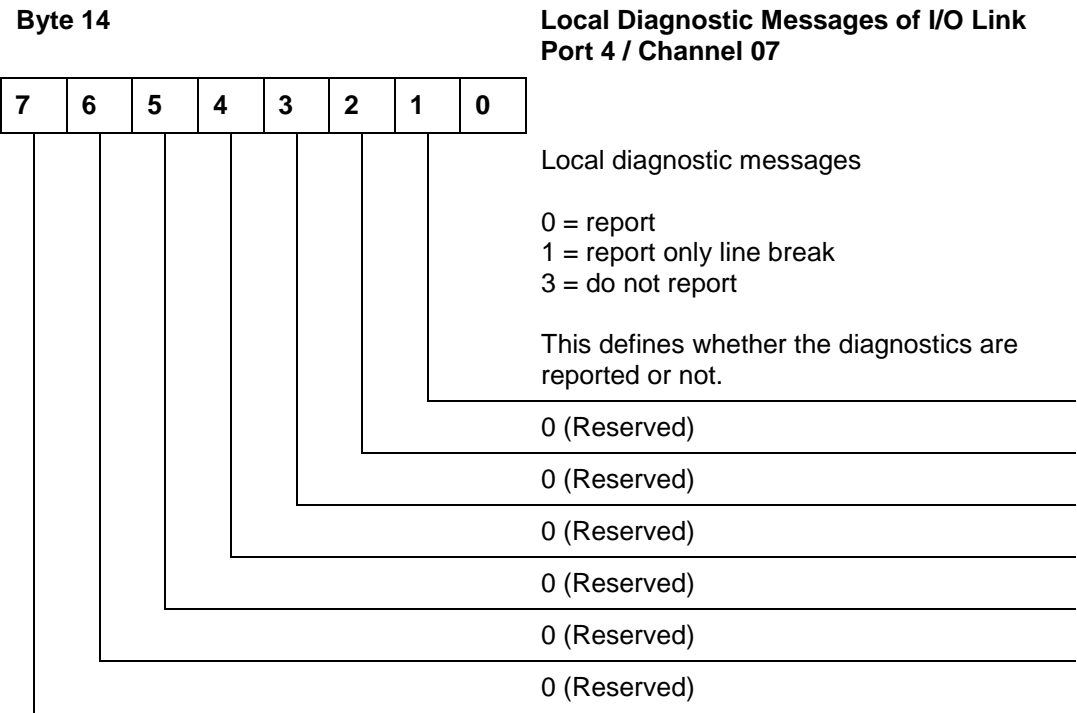 Byte 14
Local Diagnostic Messages of I/O Link
Port 4 / Channel 07
7 6 5 4 3 2 1 0
Local diagnostic messages
0 = report
1 = report only line break
3 = do not report
This defines whether the diagnostics are
reported or not.
0 (Reserved)
0 (Reserved)
0 (Reserved)
0 (Reserved)
0 (Reserved)
0 (Reserved)